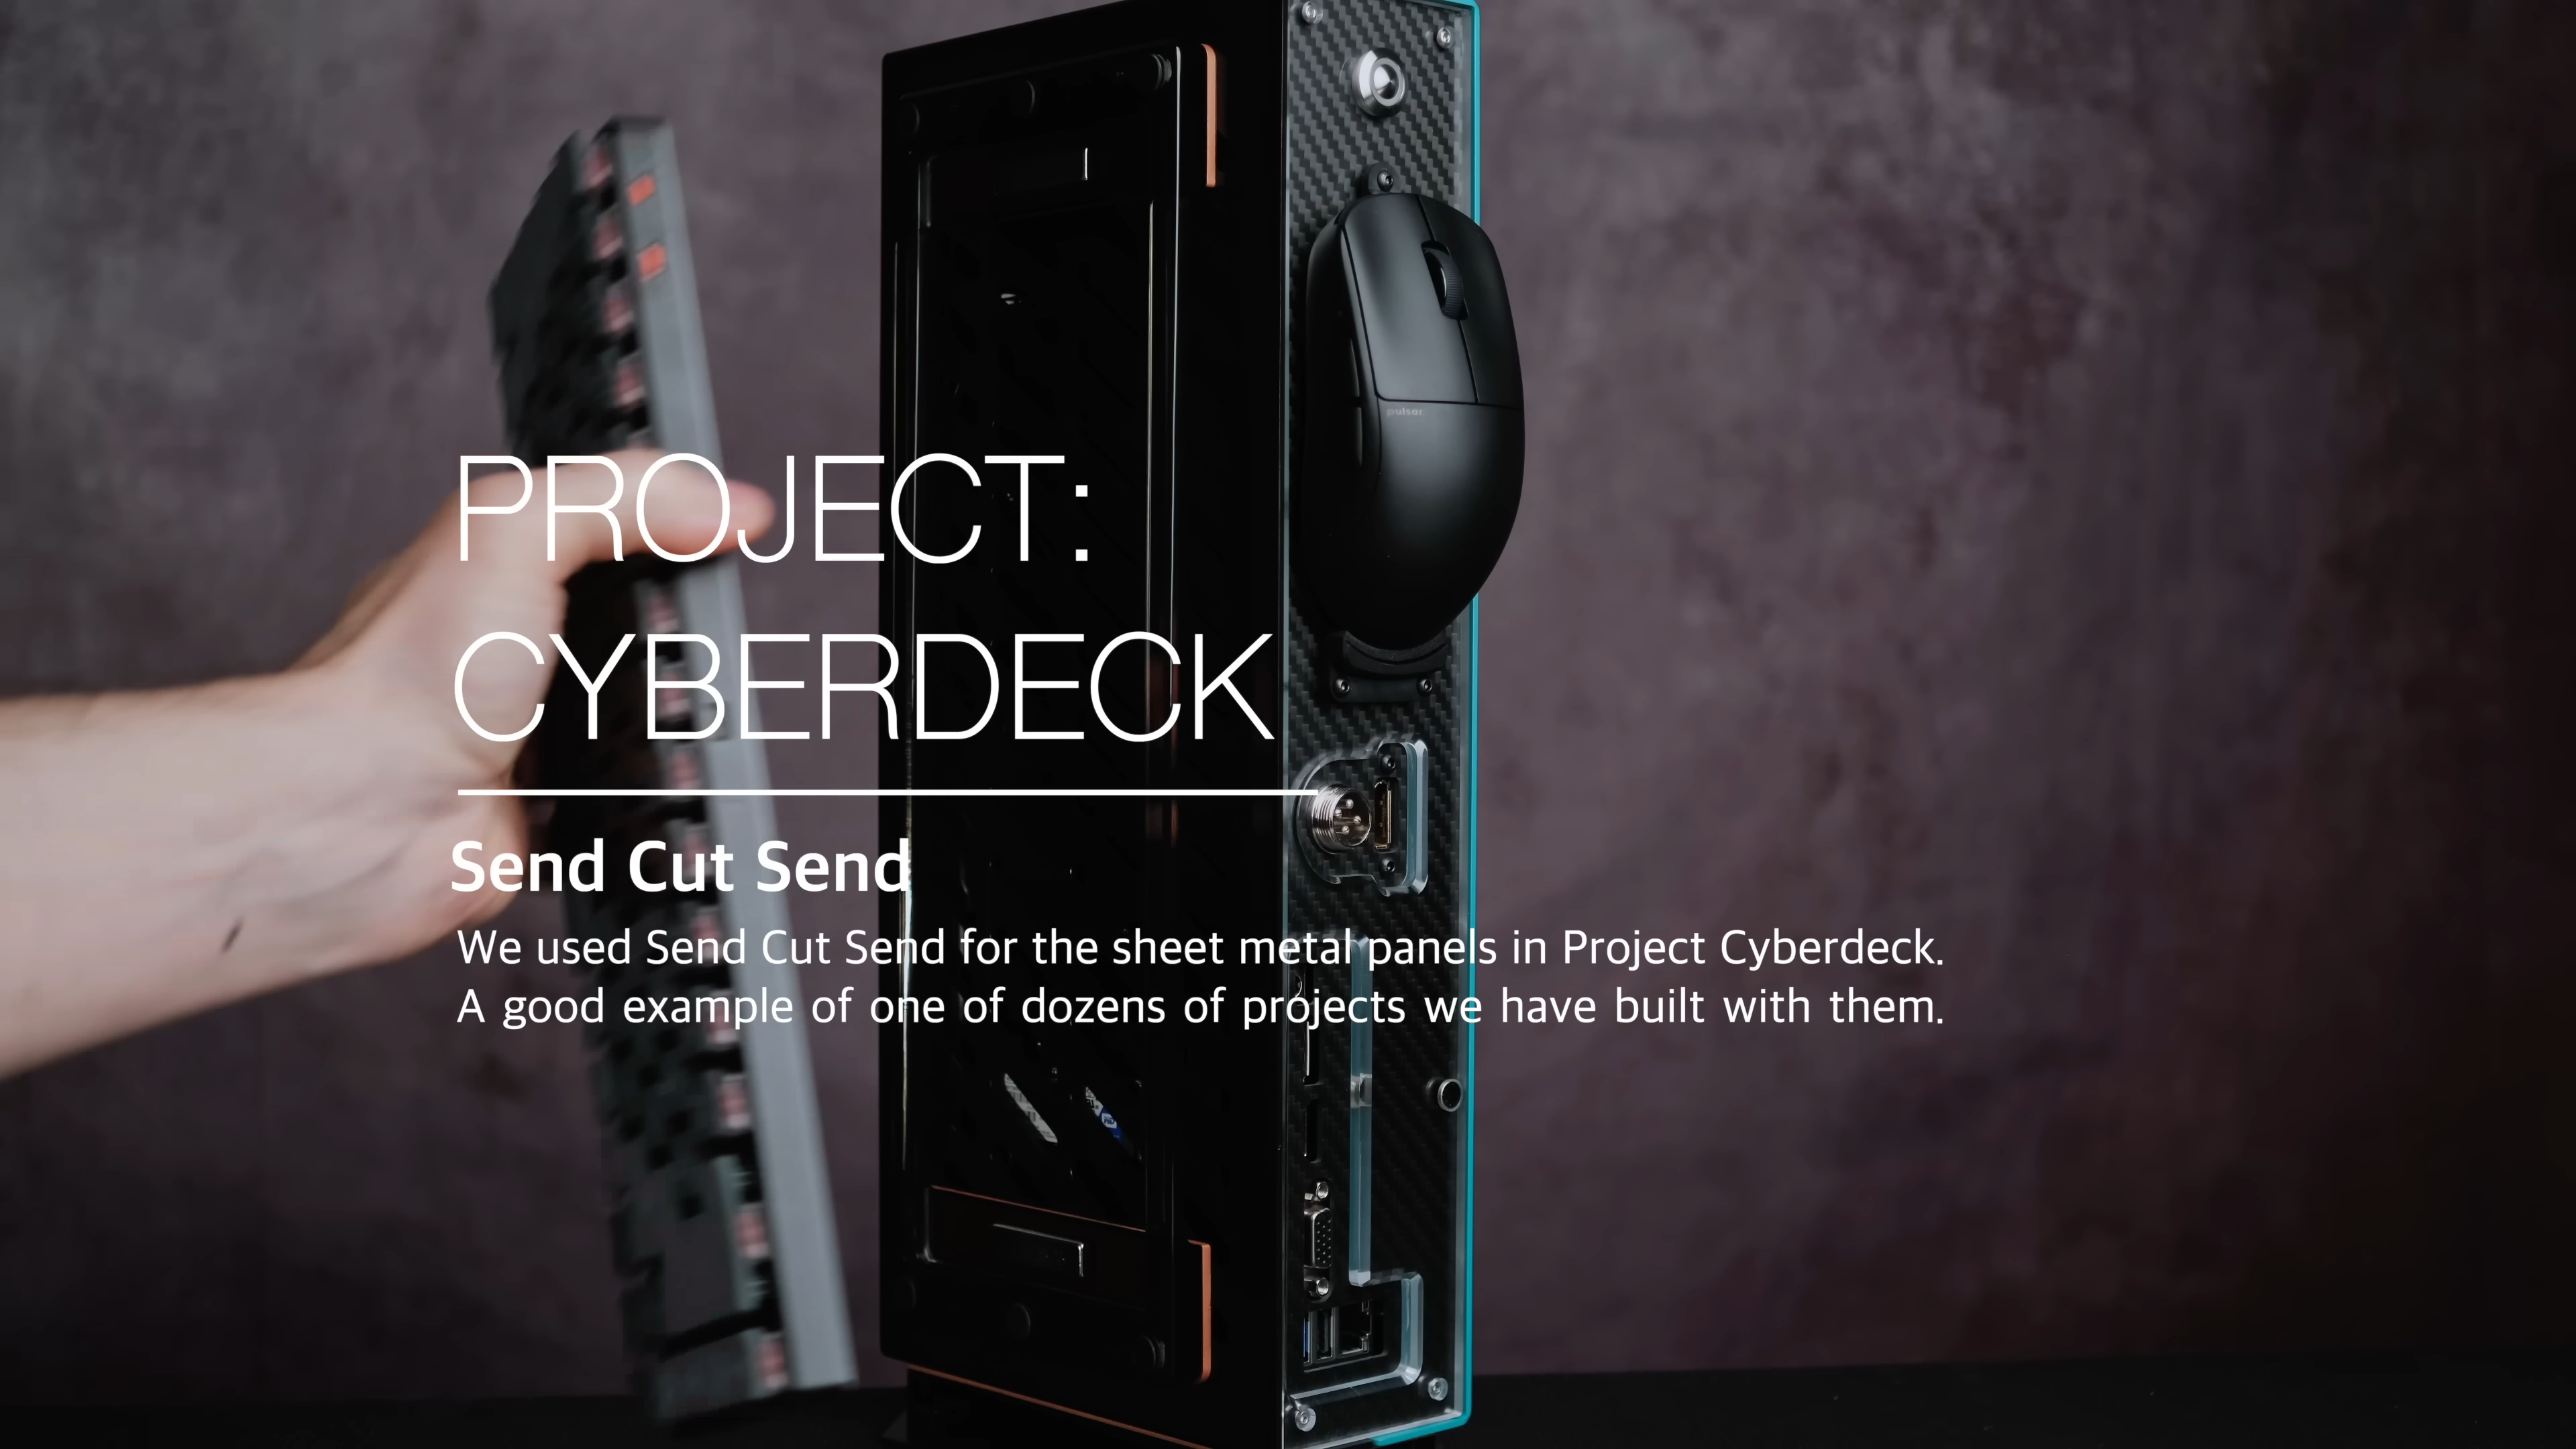 PROJECT:
CYBERDECK
Send Cut Send
We used Send Cut Send for the sheet metal panels in Project Cyberdeck.
A good example of one of dozens of projects we have built with them.
pulsar